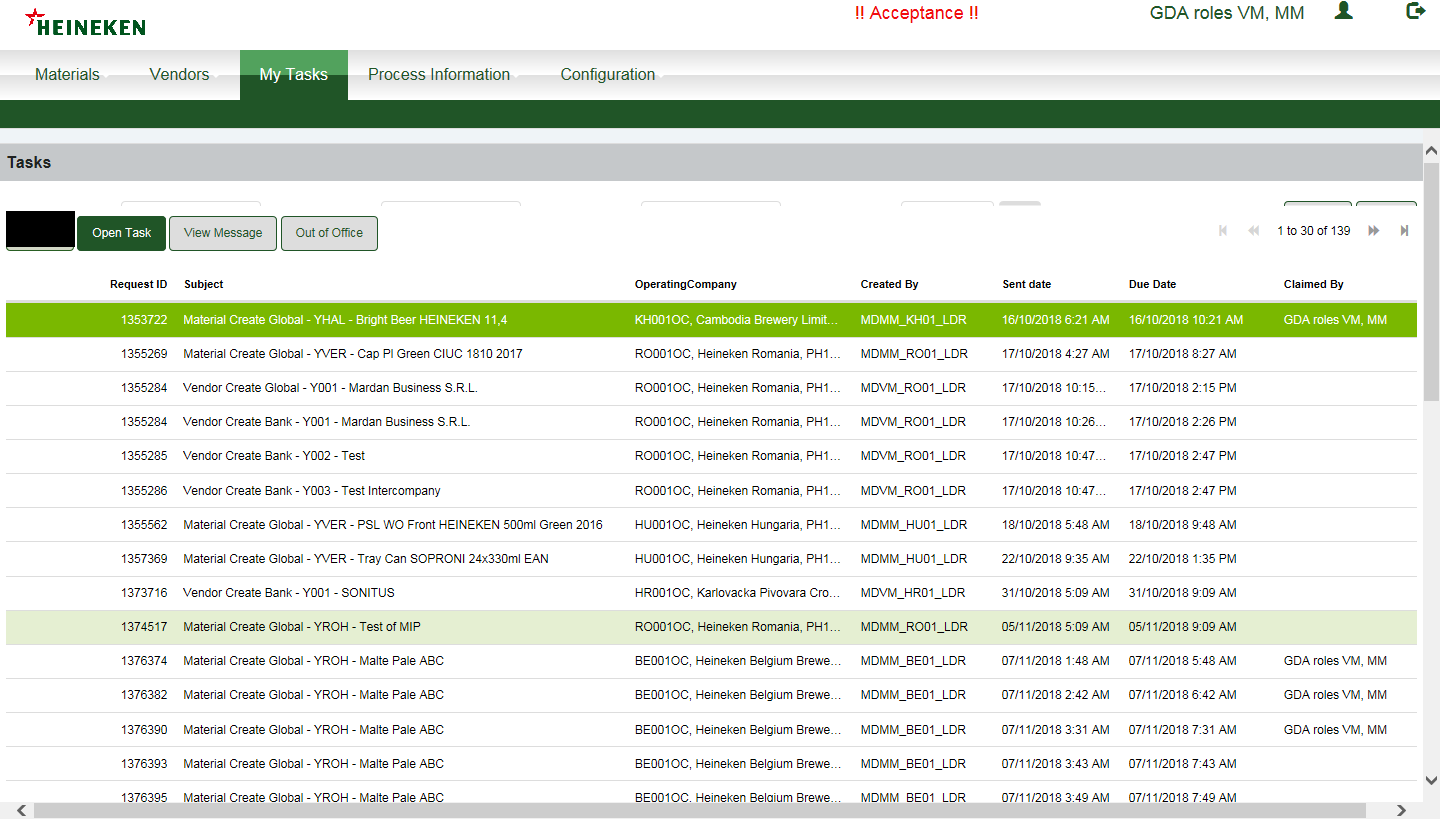 HEINEKEN
!! Acceptance !!
GDA roles VM, MM
Materials Vendors My Tasks Process Information Configuration
Tasks
Open Task View Message Out of Office 1 to 30 of 139
Request ID Subject OperatingCompany Created By Sent date Due Date Claimed By
1353722 Material Create Global - YHAL - Bright Beer HEINEKEN 11,4 KH001OC, Cambodia Brewery Limit... MDMM_KH01_LDR 16/10/2018 6:21 AM 16/10/2018 10:21 AM GDA roles VM, MM
1355269 Material Create Global - YVER - Cap Pl Green CIUC 1810 2017 RO001OC, Heineken Romania, PH1... MDMM_RO01_LDR 17/10/2018 4:27 AM 17/10/2018 8:27 AM
1355284 Vendor Create Global - Y001 - Mardan Business S.R.L. RO001OC, Heineken Romania, PH1... MDVM_RO01_LDR 17/10/2018 10:15... 17/10/2018 2:15 PM
1355284 Vendor Create Bank - Y001 - Mardan Business S.R.L. RO001OC, Heineken Romania, PH1... MDVM_RO01_LDR 17/10/2018 10:26... 17/10/2018 2:26 PM
1355285 Vendor Create Bank - Y002 - Test RO001OC, Heineken Romania, PH1... MDVM_RO01_LDR 17/10/2018 10:47... 17/10/2018 2:47 PM
1355286 Vendor Create Bank - Y003 - Test Intercompany RO001OC, Heineken Romania, PH1... MDVM_RO01_LDR 17/10/2018 10:47... 17/10/2018 2:47 PM
1355562 Material Create Global - YVER - PSL WO Front HEINEKEN 500ml Green 2016 HU001OC, Heineken Hungaria, PH1... MDMM_HU01_LDR 18/10/2018 5:48 AM 18/10/2018 9:48 AM
1357369 Material Create Global - YVER - Tray Can SOPRONI 24x330ml EAN HU001OC, Heineken Hungaria, PH1... MDMM_HU01_LDR 22/10/2018 9:35 AM 22/10/2018 1:35 PM
1373716 Vendor Create Bank - Y001 - SONITUS HR001OC, Karlovacka Pivovara Cro... MDVM_HR01_LDR 31/10/2018 5:09 AM 31/10/2018 9:09 AM
1374517 Material Create Global - YROH - Test of MIP RO001OC, Heineken Romania, PH1... MDMM_RO01_LDR 05/11/2018 5:09 AM 05/11/2018 9:09 AM
1376374 Material Create Global - YROH - Malte Pale ABC BE001OC, Heineken Belgium Brewe... MDMM_BE01_LDR 07/11/2018 1:48 AM 07/11/2018 5:48 AM GDA roles VM, MM
1376382 Material Create Global - YROH - Malte Pale ABC BE001OC, Heineken Belgium Brewe... MDMM_BE01_LDR 07/11/2018 2:42 AM 07/11/2018 6:42 AM GDA roles VM, MM
1376390 Material Create Global - YROH - Malte Pale ABC BE001OC, Heineken Belgium Brewe... MDMM_BE01_LDR 07/11/2018 3:31 AM 07/11/2018 7:31 AM GDA roles VM, MM
1376393 Material Create Global - YROH - Malte Pale ABC BE001OC, Heineken Belgium Brewe... MDMM_BE01_LDR 07/11/2018 3:43 AM 07/11/2018 7:43 AM
1376395 Material Create Global - YROH - Malte Pale ABC BE001OC, Heineken Belgium Brewe... MDMM_BE01_LDR 07/11/2018 3:49 AM 07/11/2018 7:49 AM